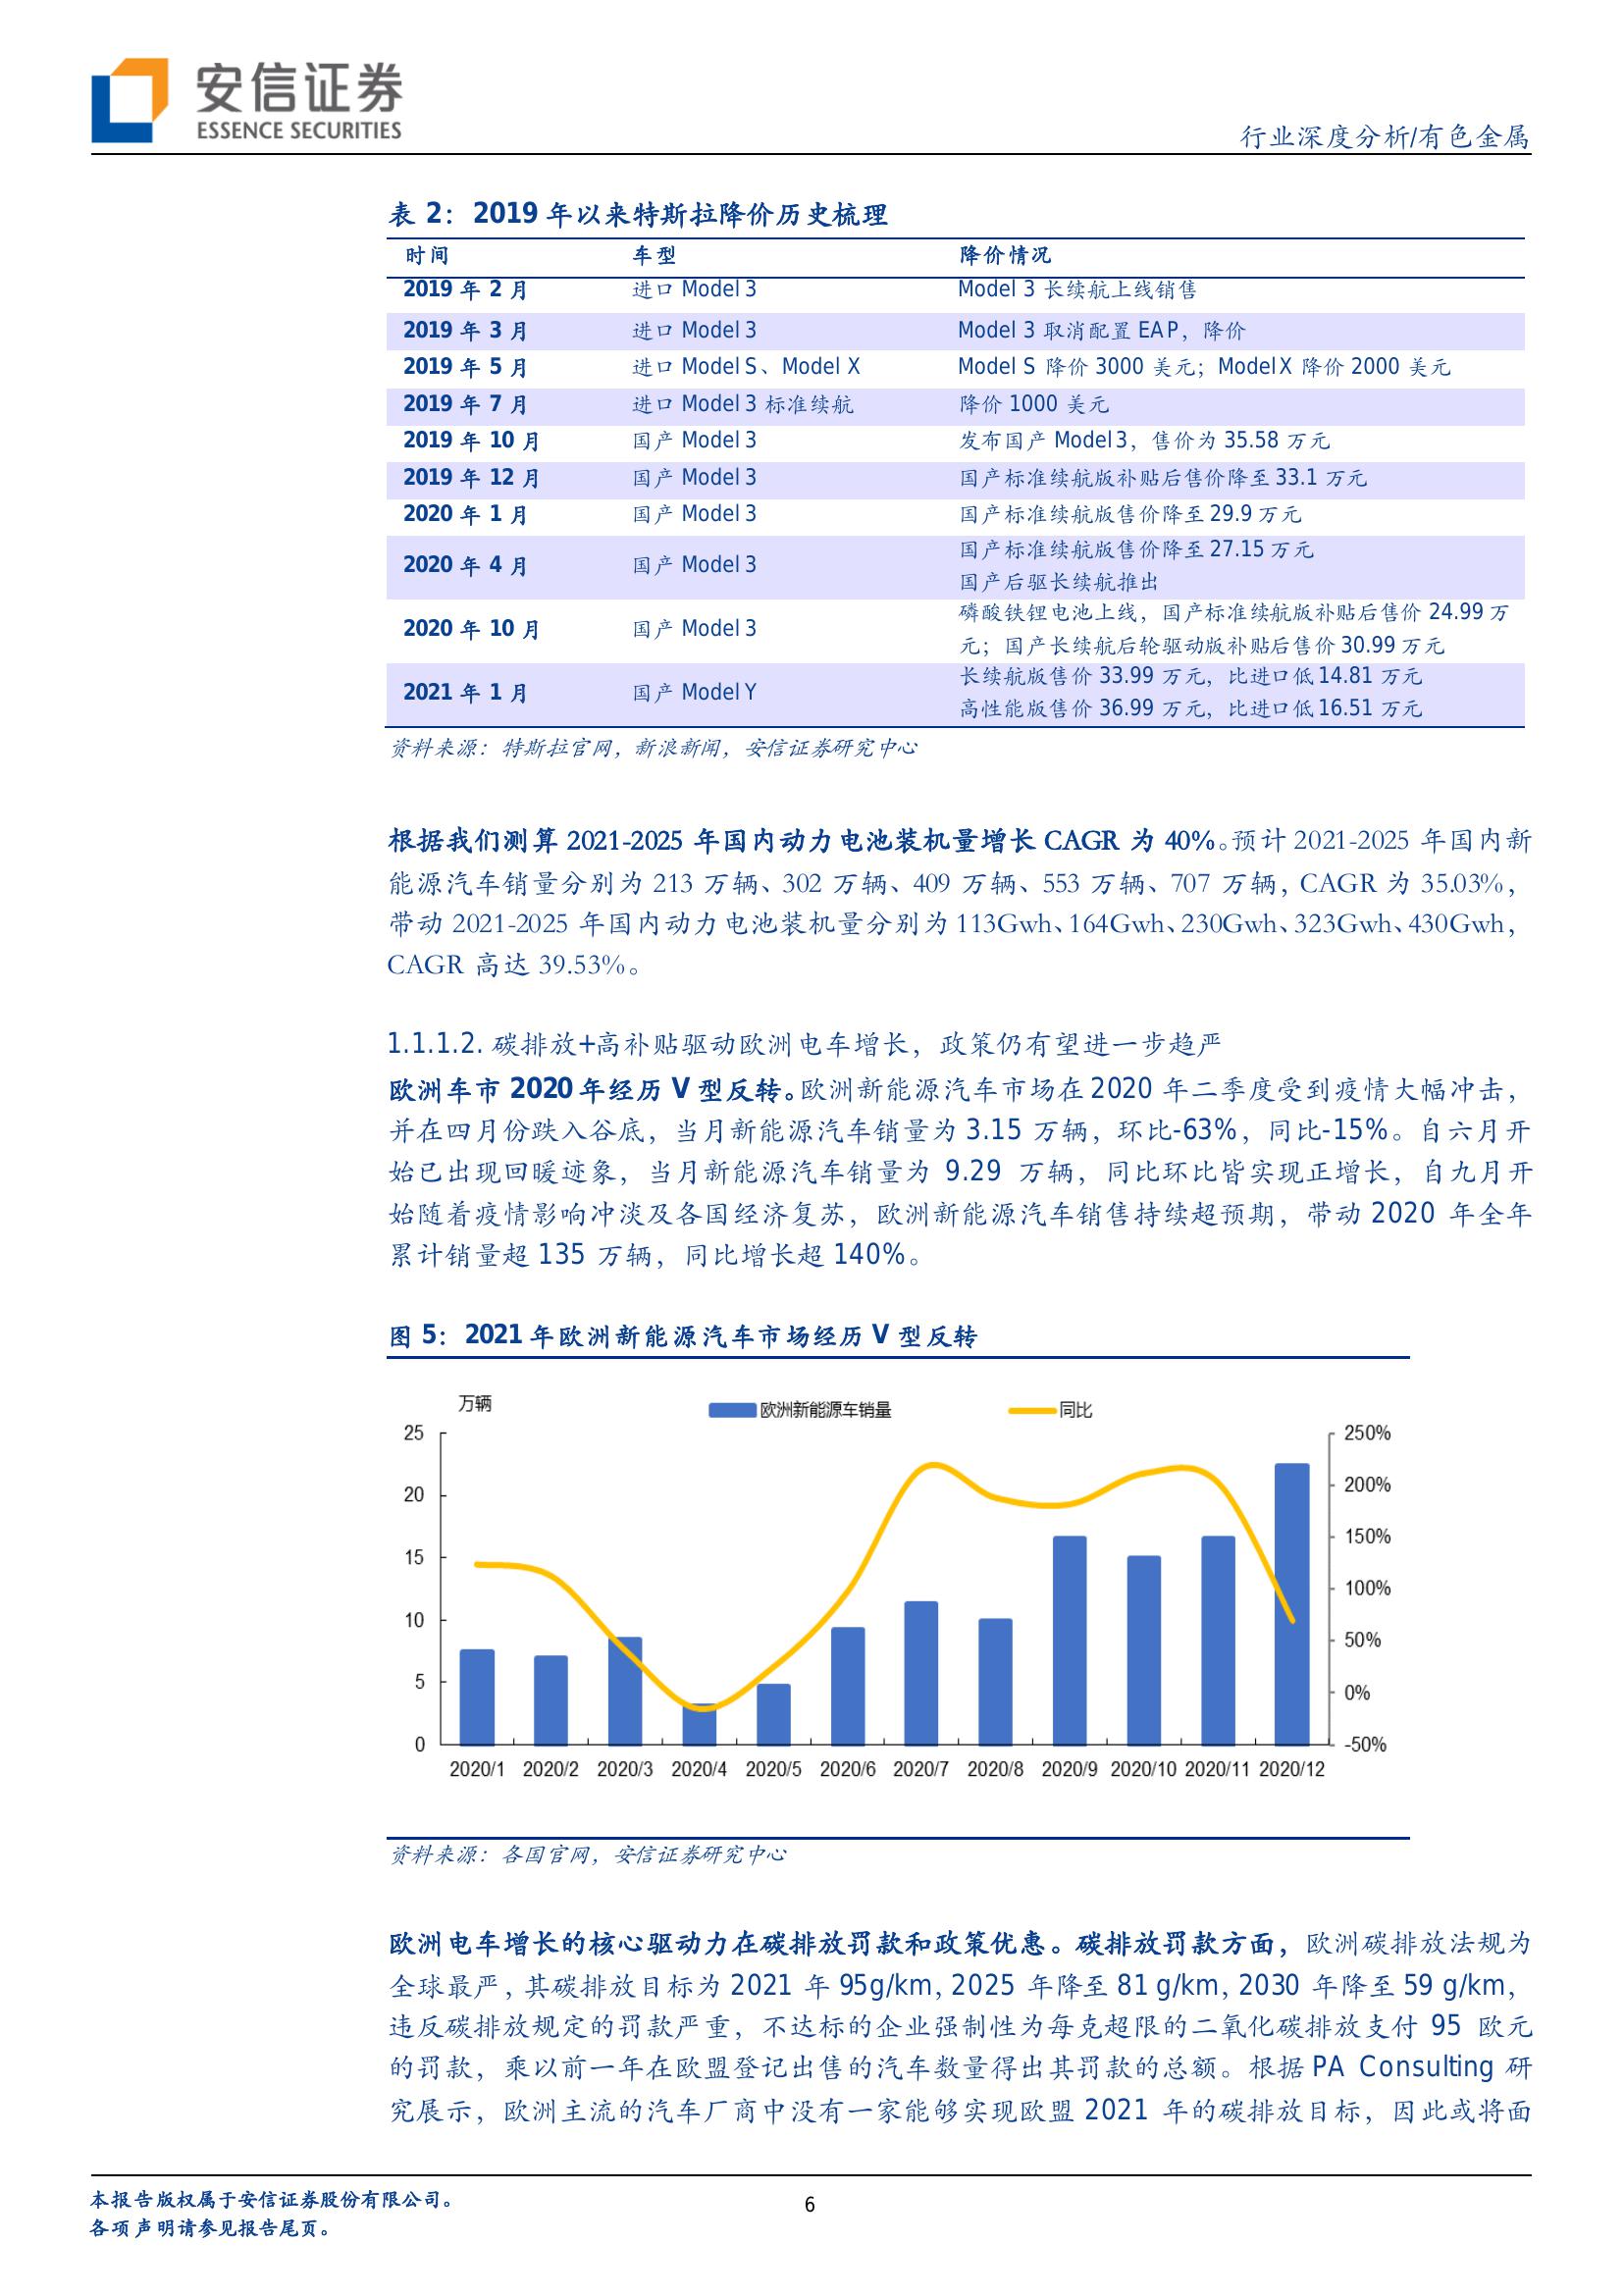 安信证券
ESSENCE SECURITIES
行业深度分析/有色金属
表 2：2019 年以来特斯拉降价历史梳理
时间 车型 降价情况
2019 年 2 月 进口 Model 3 Model 3 长续航上线销售
2019 年 3 月 进口 Model 3 Model 3 取消配置 EAP，降价
2019 年 5 月 进口 Model S、Model X Model S 降价 3000 美元；Model X 降价 2000 美元
2019 年 7 月 进口 Model 3 标准续航 降价 1000 美元
2019 年 10 月 国产 Model 3 发布国产 Model 3，售价为 35.58 万元
2019 年 12 月 国产 Model 3 国产标准续航版补贴后售价降至 33.1 万元
2020 年 1 月 国产 Model 3 国产标准续航版售价降至 29.9 万元
2020 年 4 月 国产 Model 3 国产标准续航版售价降至 27.15 万元
国产后驱长续航推出
2020 年 10 月 国产 Model 3 磷酸铁锂电池上线，国产标准续航版补贴后售价 24.99 万
元；国产长续航后轮驱动版补贴后售价 30.99 万元
2021 年 1 月 国产 Model Y 长续航版售价 33.99 万元，比进口低 14.81 万元
高性能版售价 36.99 万元，比进口低 16.51 万元
资料来源：特斯拉官网，新浪新闻，安信证券研究中心
根据我们测算 2021-2025 年国内动力电池装机量增长 CAGR 为 40%。预计 2021-2025 年国内新
能源汽车销量分别为 213 万辆、302 万辆、409 万辆、553 万辆、707 万辆，CAGR 为 35.03%，
带动 2021-2025 年国内动力电池装机量分别为 113Gwh、164Gwh、230Gwh、323Gwh、430Gwh，
CAGR 高达 39.53%。
1.1.1.2. 碳排放+高补贴驱动欧洲电车增长，政策仍有望进一步趋严
欧洲车市 2020 年经历 V 型反转。欧洲新能源汽车市场在 2020 年二季度受到疫情大幅冲击，
并在四月份跌入谷底，当月新能源汽车销量为 3.15 万辆，环比-63%，同比-15%。自六月开
始已出现回暖迹象，当月新能源汽车销量为 9.29 万辆，同比环比皆实现正增长，自九月开
始随着疫情影响冲淡及各国经济复苏，欧洲新能源汽车销售持续超预期，带动 2020 年全年
累计销量超 135 万辆，同比增长超 140%。
图 5：2021 年欧洲新能源汽车市场经历 V 型反转
万辆 欧洲新能源车销量 同比
25 250%
20 200%
15 150%
10 100%
5 50%
0 0%
-50%
2020/1 2020/2 2020/3 2020/4 2020/5 2020/6 2020/7 2020/8 2020/9 2020/10 2020/11 2020/12
资料来源：各国官网，安信证券研究中心
欧洲电车增长的核心驱动力在碳排放罚款和政策优惠。碳排放罚款方面，欧洲碳排放法规为
全球最严，其碳排放目标为 2021 年 95g/km, 2025 年降至 81 g/km, 2030 年降至 59 g/km，
违反碳排放规定的罚款严重，不达标的企业强制性为每克超限的二氧化碳排放支付 95 欧元
的罚款，乘以前一年在欧盟登记出售的汽车数量得出其罚款的总额。根据 PA Consulting 研
究展示，欧洲主流的汽车厂商中没有一家能够实现欧盟 2021 年的碳排放目标，因此或将面
本报告版权属于安信证券股份有限公司。
各项声明请参见报告尾页。
6